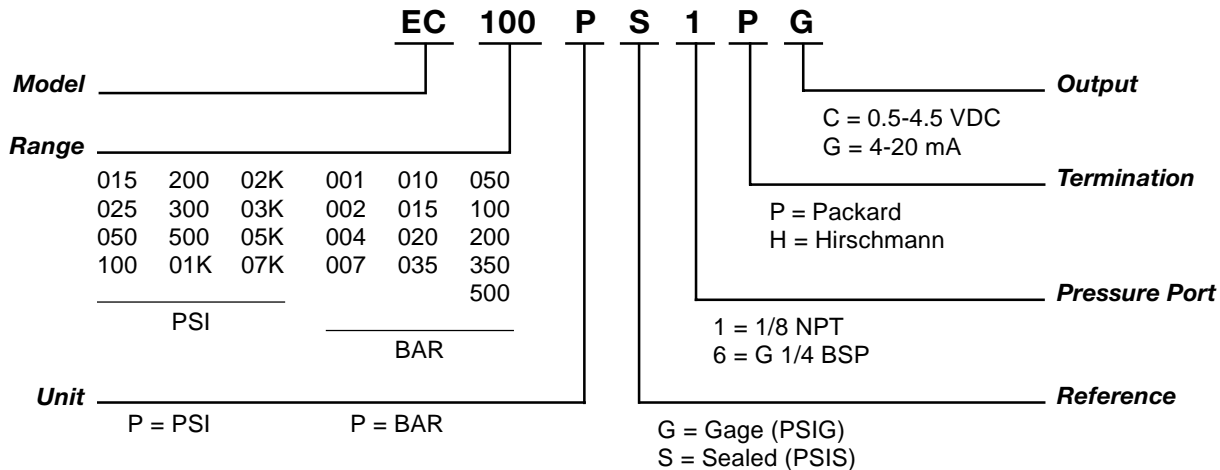 EC 100 P S 1 P G
Model
Output
C = 0.5-4.5 VDC
G = 4-20 mA
Range
015 200 02K 001 010 050
025 300 03K 002 015 100
050 500 05K 004 020 200
100 01K 07K 007 035 350
500
PSI
BAR
Termination
P = Packard
H = Hirschmann
Pressure Port
1 = 1/8 NPT
6 = G 1/4 BSP
Unit
P = PSI P = BAR
Reference
G = Gage (PSIG)
S = Sealed (PSIS)